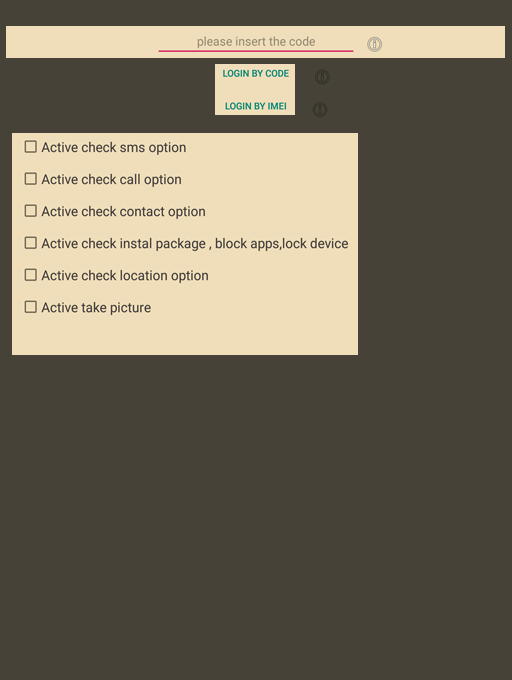 please insert the code
LOGIN BY CODE
LOGIN BY IMEI
Active check sms option
Active check call option
Active check contact option
Active check instal package , block apps,lock device
Active check location option
Active take picture